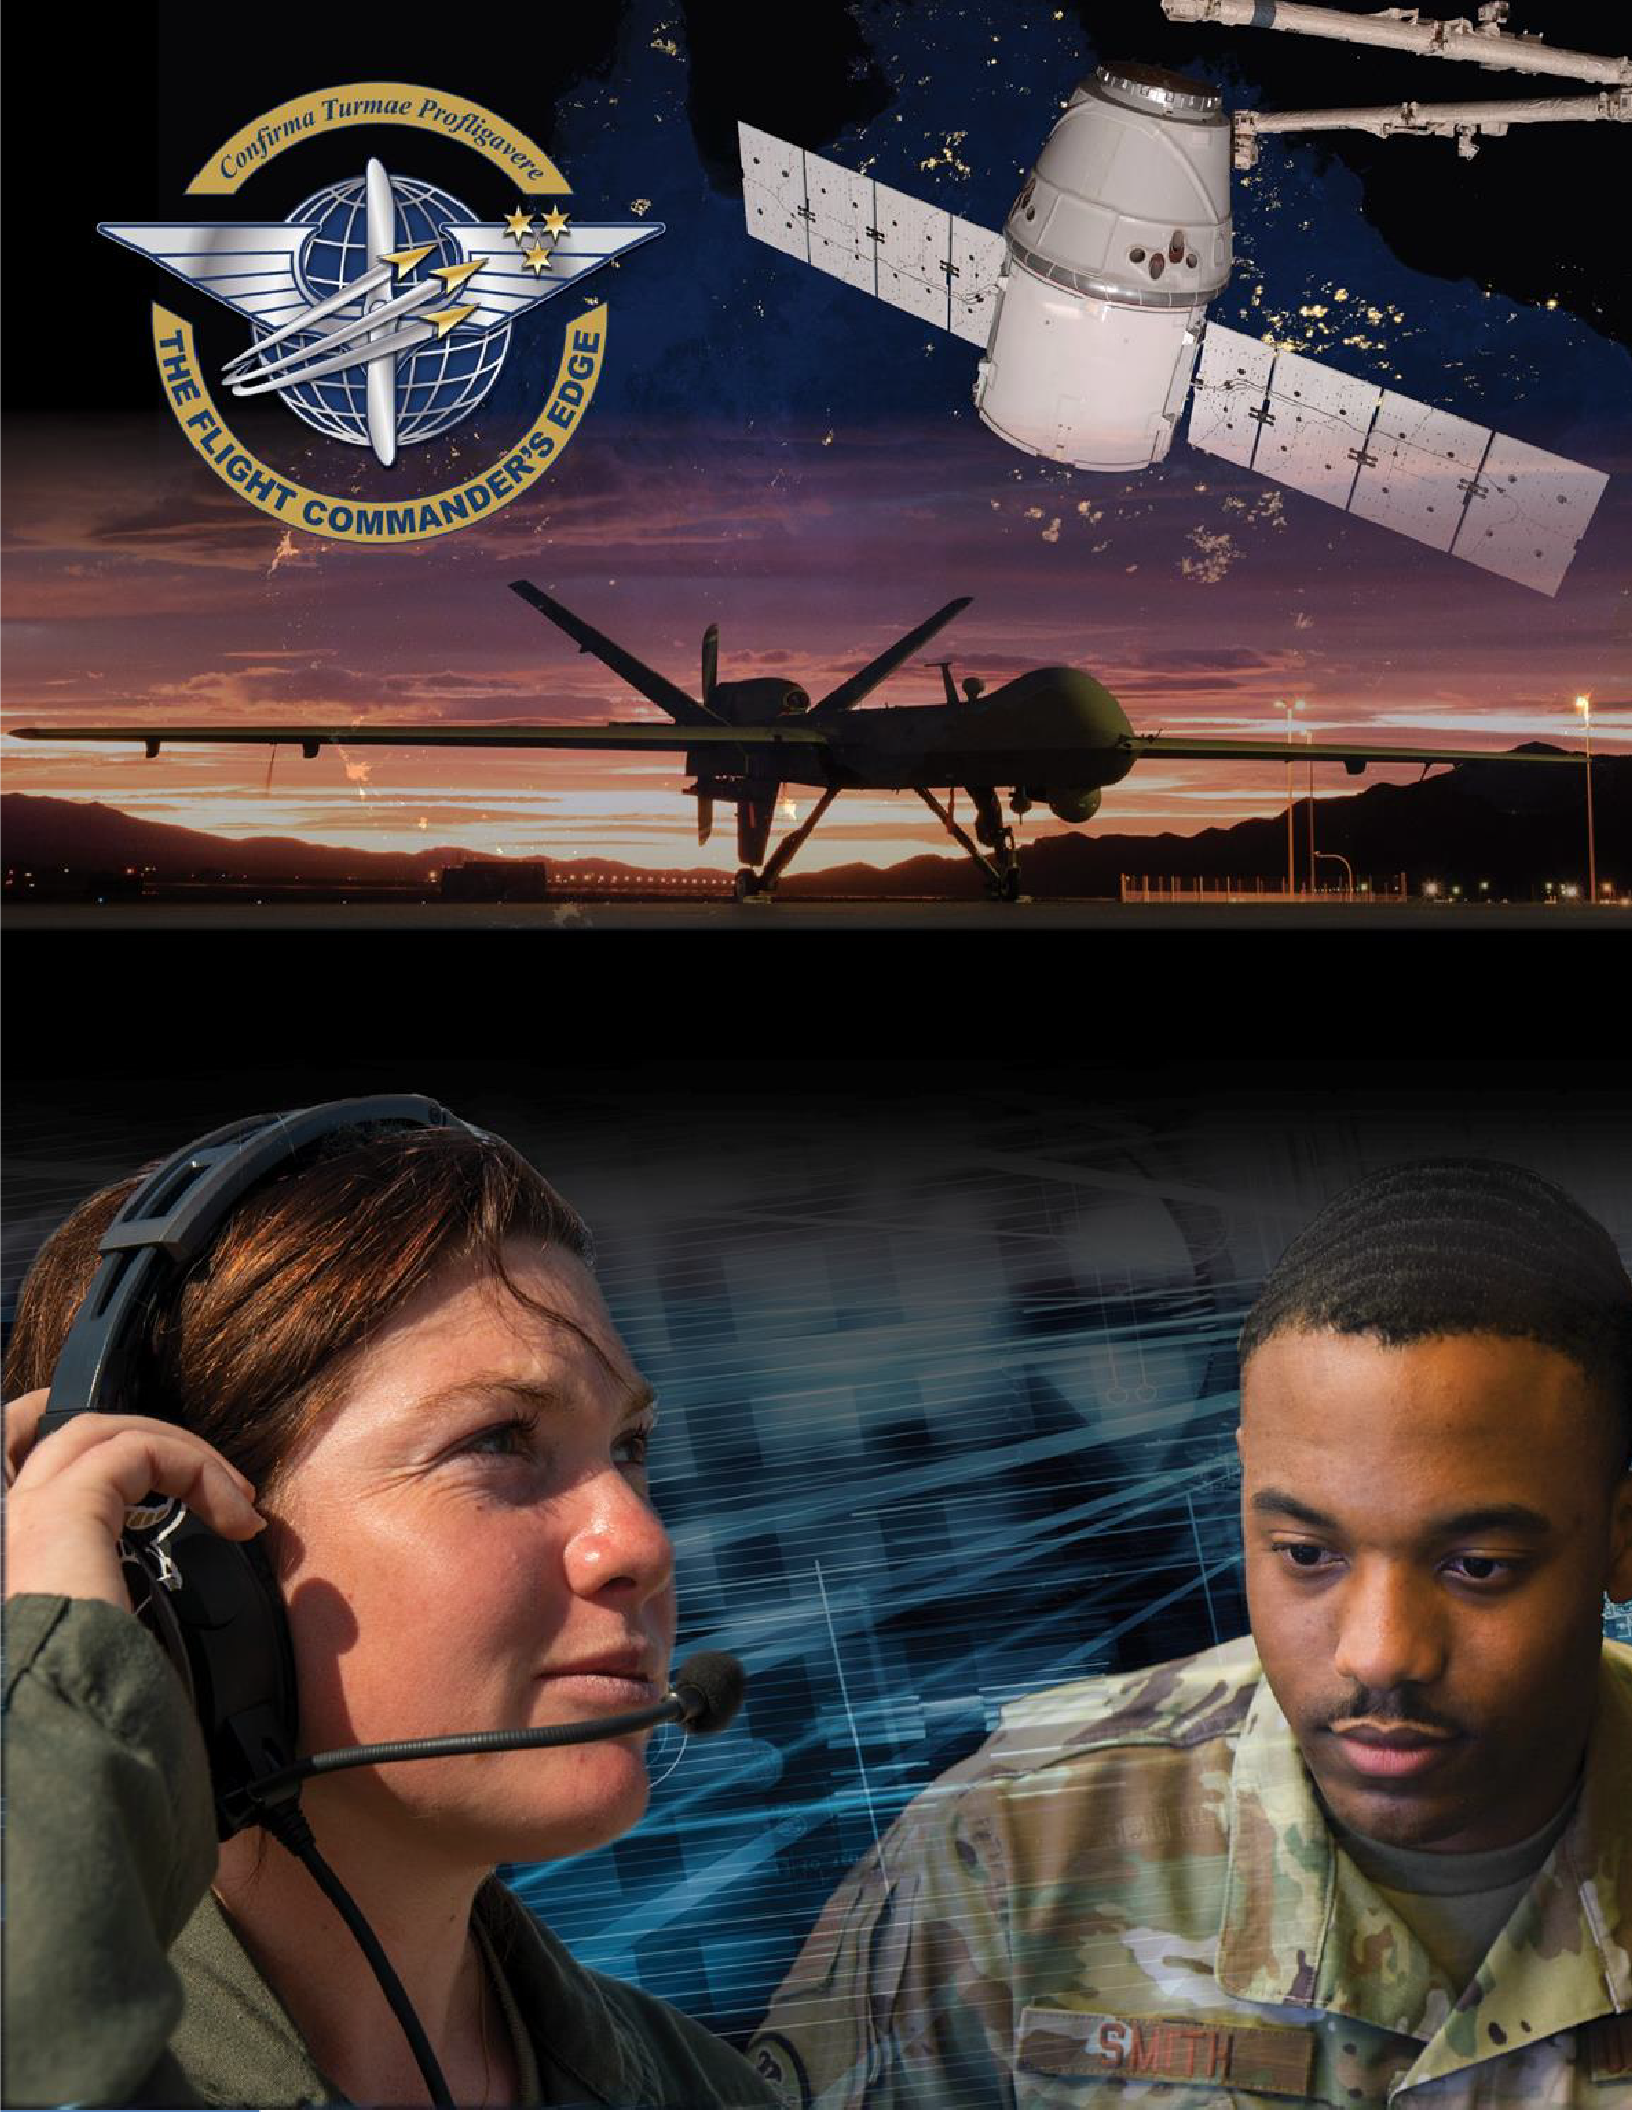 Confirma Turmae Profligavere
THE FLIGHT COMMANDER'S EDGE
SMITH